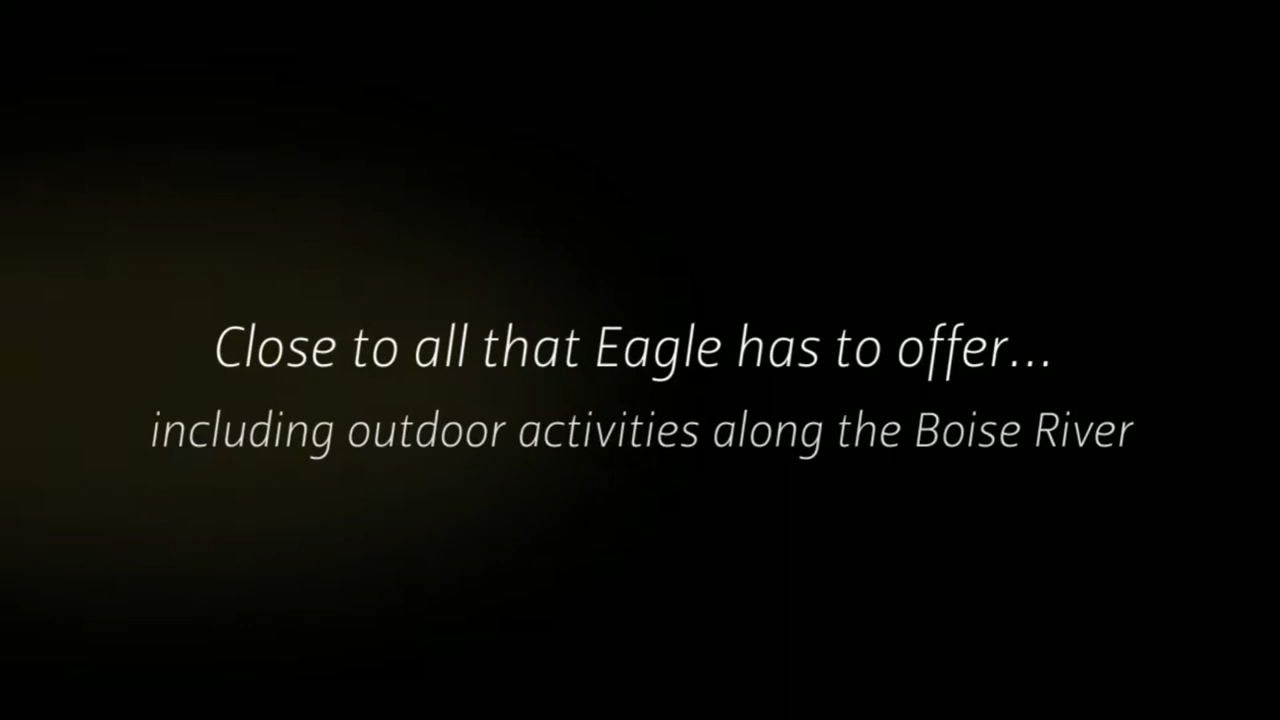 Close to all that Eagle has to offer...
including outdoor activities along the Boise River